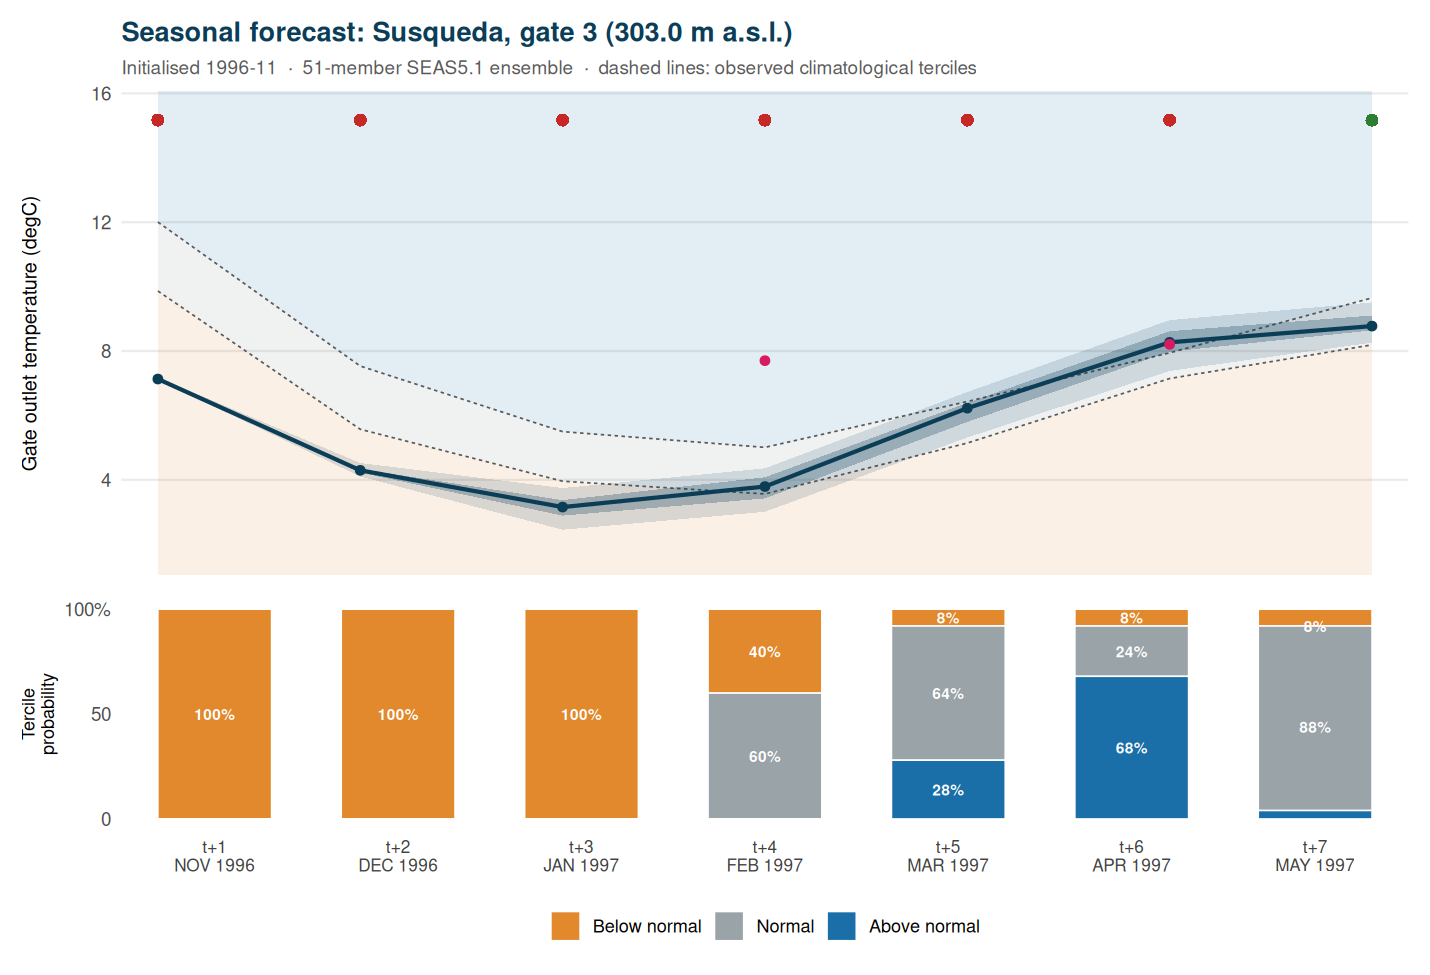 Seasonal forecast: Susqueda, gate 3 (303.0 m a.s.l.)
Initialised 1996-11 · 51-member SEAS5.1 ensemble · dashed lines: observed climatological terciles
Gate outlet temperature (degC)
16
12
8
4
Tercile
probability
100%
50
0
100%
100%
100%
40%
60%
8%
64%
28%
8%
24%
68%
8%
88%
t+1
NOV 1996
t+2
DEC 1996
t+3
JAN 1997
t+4
FEB 1997
t+5
MAR 1997
t+6
APR 1997
t+7
MAY 1997
Below normal
Normal
Above normal